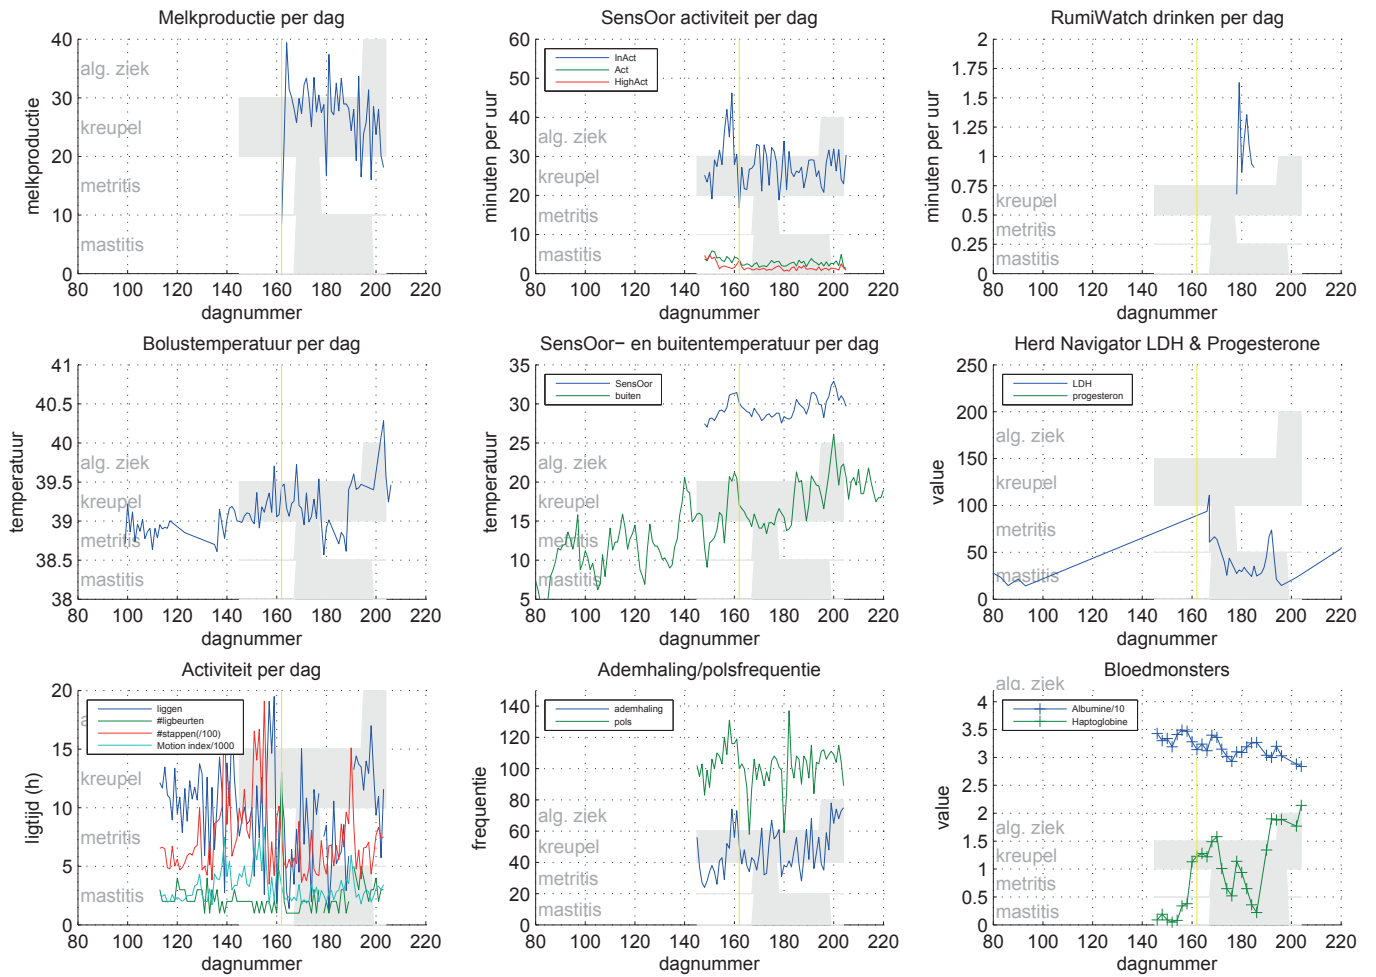 Melkproductie per dag
40
30
20
10
0
melkproductie
alg. ziek
kreupel
metritis
mastitis
80 100 120 140 160 180 200 220
dagnummer
SensOor activiteit per dag
60
50
40
30
20
10
0
minuten per uur
InAct
Act
HighAct
alg. ziek
kreupel
metritis
mastitis
80 100 120 140 160 180 200 220
dagnummer
RumiWatch drinken per dag
2
1.75
1.5
1.25
1
0.75
0.5
0.25
0
minuten per uur
kreupel
metritis
mastitis
80 100 120 140 160 180 200 220
dagnummer
Bolustemperatuur per dag
41
40.5
40
39.5
39
38.5
38
temperatuur
alg. ziek
kreupel
metritis
mastitis
80 100 120 140 160 180 200 220
dagnummer
SensOor− en buitentemperatuur per dag
35
30
25
20
15
10
5
temperatuur
SensOor
buiten
alg. ziek
kreupel
metritis
mastitis
80 100 120 140 160 180 200 220
dagnummer
Herd Navigator LDH & Progesterone
250
200
150
100
50
0
value
LDH
progesteron
alg. ziek
kreupel
metritis
mastitis
80 100 120 140 160 180 200 220
dagnummer
Activiteit per dag
20
15
10
5
0
ligtijd (h)
liggen
#ligbeurten
#stappen(/100)
Motion index/1000
kreupel
metritis
mastitis
80 100 120 140 160 180 200 220
dagnummer
Ademhaling/polsfrequentie
140
120
100
80
60
40
20
0
frequentie
ademhaling
pols
alg. ziek
kreupel
metritis
mastitis
80 100 120 140 160 180 200 220
dagnummer
Bloedmonsters
alg. ziek
4
3.5
3
2.5
2
1.5
1
0.5
0
value
Albumine/10
Haptoglobine
alg. ziek
kreupel
metritis
mastitis
80 100 120 140 160 180 200 220
dagnummer